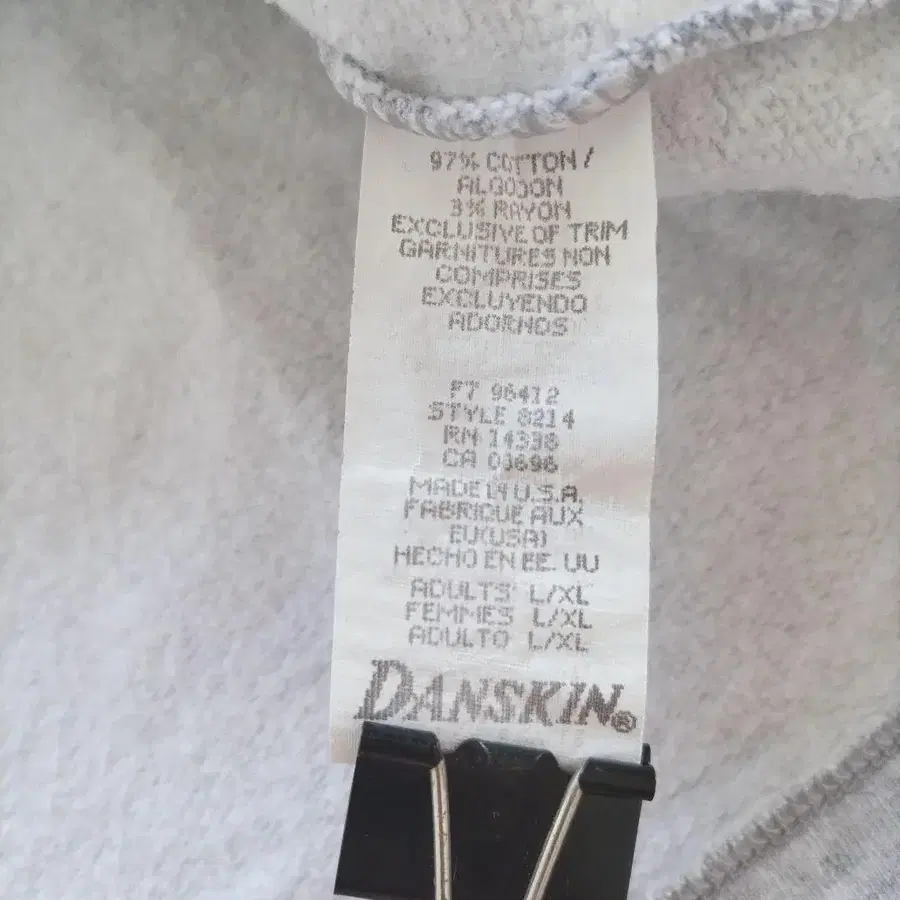 97% COTTON /
ALGODON
3% RAYON
EXCLUSIVE OF TRIM
GARNITURES NON
COMPRISES
EXCLUYENDO
ADORNOS
F7 96412
STYLE 8214
RN 14338
CA 03696
MADE IN U.S.A.
FABRIQUE AUX
EU(USA)
HECHO EN EE. UU
ADULTS' L/XL
FEMMES L/XL
ADULTO L/XL
DANSKIN®